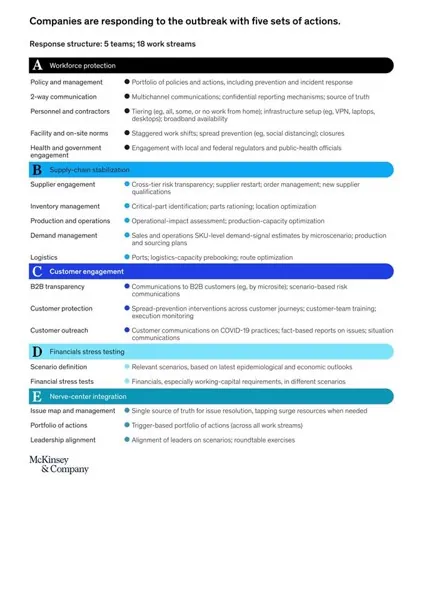 Companies are responding to the outbreak with five sets of actions.
Response structure: 5 teams; 18 work streams
A Workforce protection
Policy and management Portfolio of policies and actions, including prevention and incident response
2-way communication Multichannel communications; confidential reporting mechanisms; source of truth
Personnel and contractors Tiering (eg, all, some, or no work from home); infrastructure setup (eg, VPN, laptops,
desktops); broadband availability
Facility and on-site norms Staggered work shifts; spread prevention (eg, social distancing); closures
Health and government Engagement with local and federal regulators and public-health officials
engagement
B Supply-chain stabilization
Supplier engagement Cross-tier risk transparency; supplier restart; order management; new supplier
qualifications
Inventory management Critical-part identification; parts rationing; location optimization
Production and operations Operational-impact assessment; production-capacity optimization
Demand management Sales and operations SKU-level demand-signal estimates by microscenario; production
and sourcing plans
Logistics Ports; logistics-capacity prebooking; route optimization
C Customer engagement
B2B transparency Communications to B2B customers (eg, by microsite); scenario-based risk
communications
Customer protection Spread-prevention interventions across customer journeys; customer-team training;
execution monitoring
Customer outreach Customer communications on COVID-19 practices; fact-based reports on issues; situation
communications
D Financials stress testing
Scenario definition Relevant scenarios, based on latest epidemiological and economic outlooks
Financial stress tests Financials, especially working-capital requirements, in different scenarios
E Nerve-center integration
Issue map and management Single source of truth for issue resolution, tapping surge resources when needed
Portfolio of actions Trigger-based portfolio of actions (across all work streams)
Leadership alignment Alignment of leaders on scenarios; roundtable exercises
McKinsey
& Company